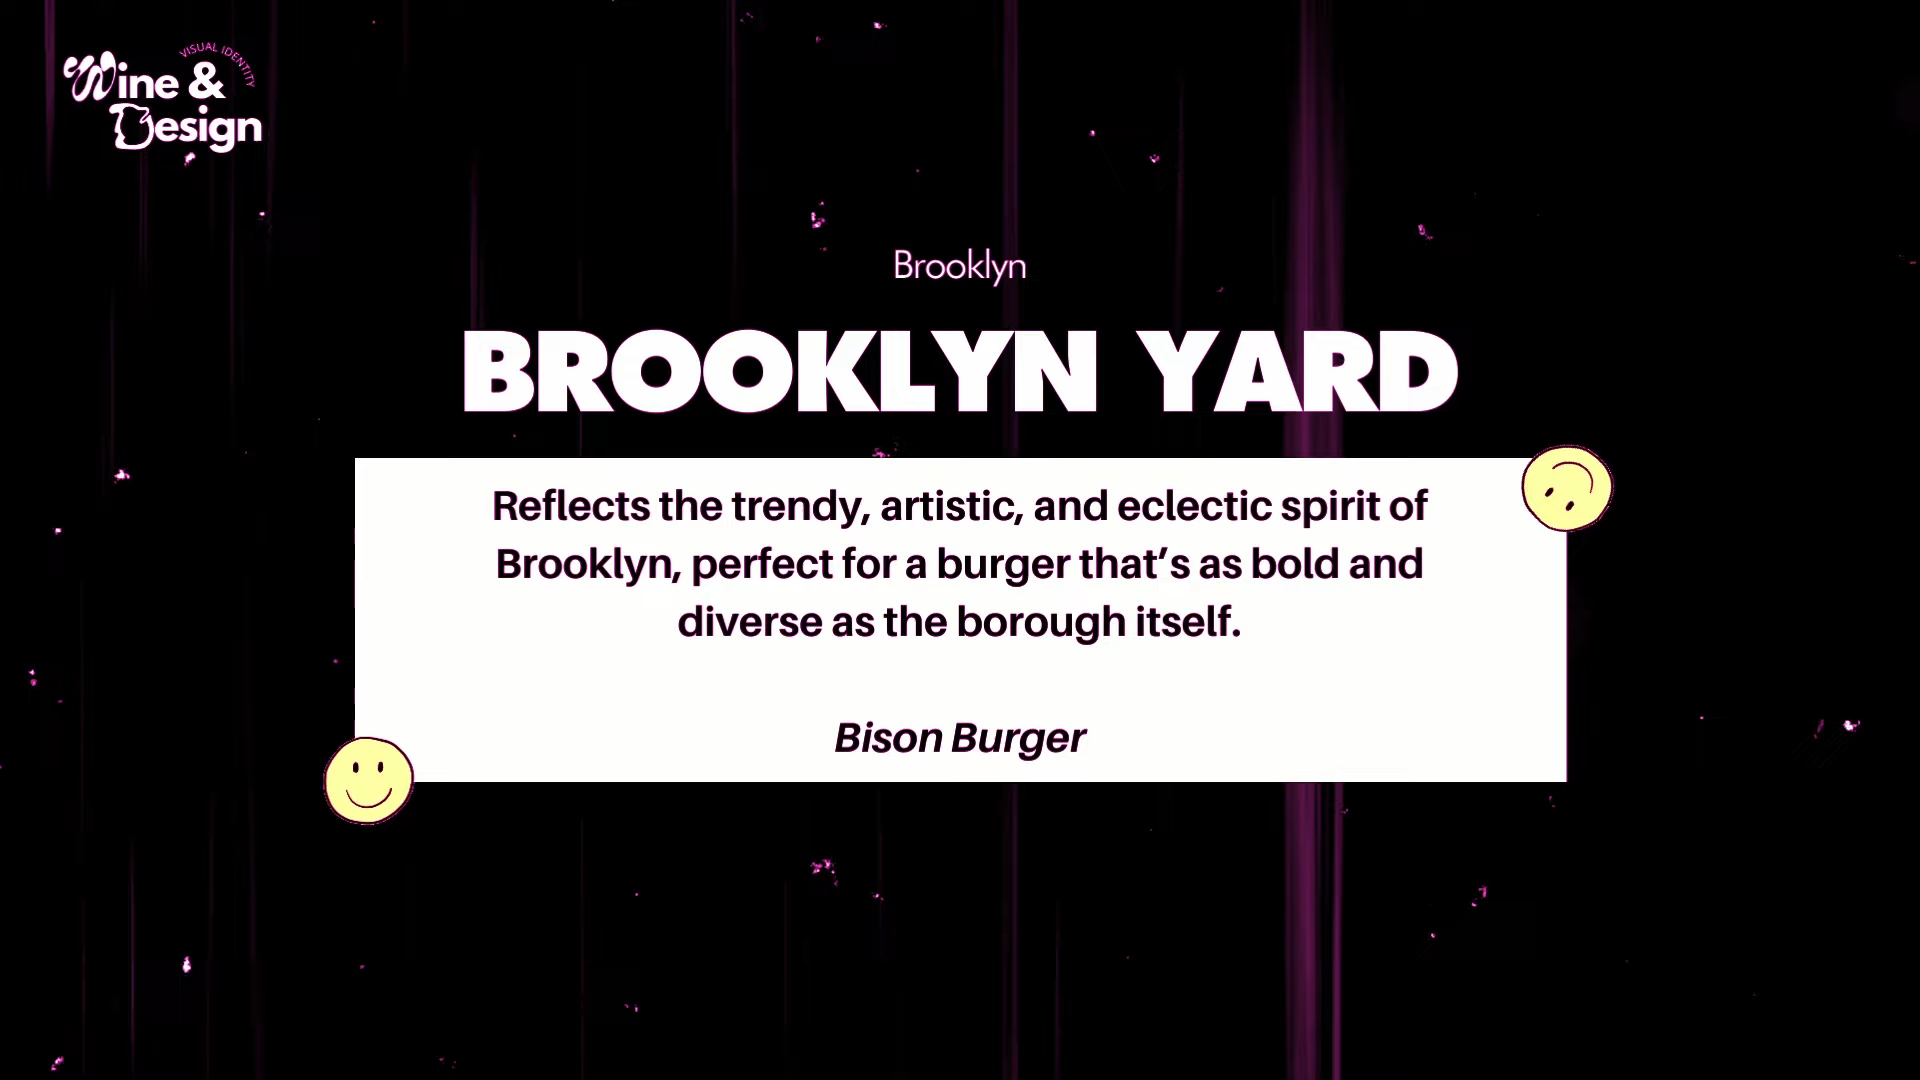 VISUAL IDENTITY
Wine &
Design
Brooklyn
BROOKLYN YARD
Reflects the trendy, artistic, and eclectic spirit of
Brooklyn, perfect for a burger that’s as bold and
diverse as the borough itself.
Bison Burger